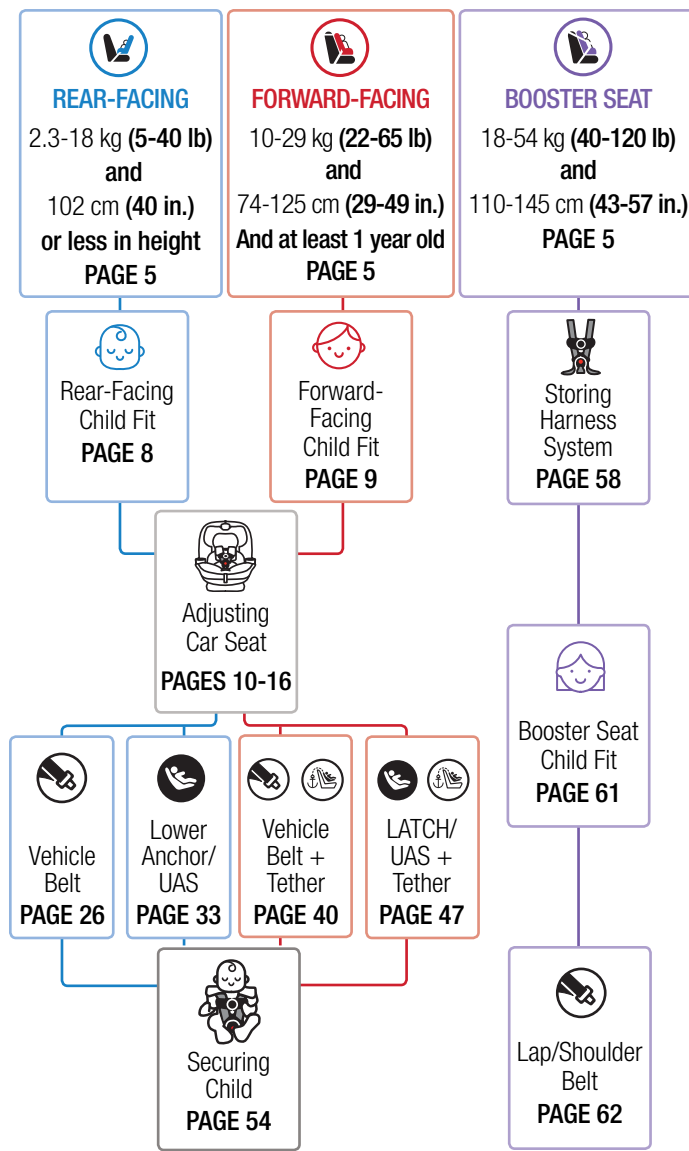 REAR-FACING
2.3-18 kg (5-40 lb)
and
102 cm (40 in.)
or less in height
PAGE 5
FORWARD-FACING
10-29 kg (22-65 lb)
and
74-125 cm (29-49 in.)
And at least 1 year old
PAGE 5
BOOSTER SEAT
18-54 kg (40-120 lb)
and
110-145 cm (43-57 in.)
PAGE 5
Rear-Facing
Child Fit
PAGE 8
Forward-
Facing
Child Fit
PAGE 9
Storing
Harness
System
PAGE 58
Adjusting
Car Seat
PAGES 10-16
Booster Seat
Child Fit
PAGE 61
Vehicle
Belt
PAGE 26
Lower
Anchor/
UAS
PAGE 33
Vehicle
Belt +
Tether
PAGE 40
LATCH/
UAS +
Tether
PAGE 47
Securing
Child
PAGE 54
Lap/Shoulder
Belt
PAGE 62